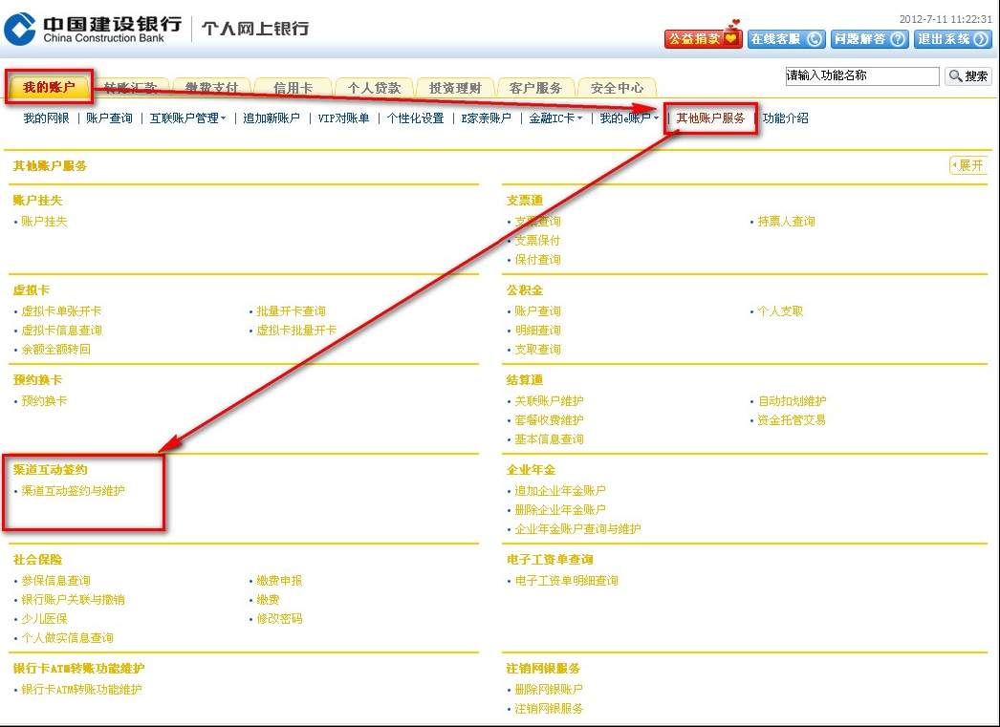 中国建设银行 个人网上银行
China Construction Bank
2012-7-11 11:22:31
公益捐款 在线客服 问题解答 退出系统
请输入功能名称 搜索
我的账户 转账汇款 缴费支付 信用卡 个人贷款 投资理财 客户服务 安全中心
我的网银 | 账户查询 | 互联账户管理 | 追加新账户 | VIP对账单 | 个性化设置 | E家亲账户 | 金融IC卡 | 我的e账户 | 其他账户服务 | 功能介绍
其他账户服务 展开
账户挂失
账户挂失
支票通
支票查询 持票人查询
支票保付
保付查询
虚拟卡
虚拟卡单张开卡 批量开卡查询
虚拟卡信息查询 虚拟卡批量开卡
余额全额转回
公积金
账户查询 个人支取
明细查询
支取查询
预约换卡
预约换卡
结算通
关联账户维护 自动扣划维护
套餐收费维护 资金托管交易
基本信息查询
渠道互动签约
渠道互动签约与维护
企业年金
追加企业年金账户
删除企业年金账户
企业年金账户查询与维护
社会保险
参保信息查询 缴费申报
银行账户关联与撤销 缴费
少儿医保 修改密码
个人做实信息查询
电子工资单查询
电子工资单明细查询
银行卡ATM转账功能维护
银行卡ATM转账功能维护
注销网银服务
删除网银账户
注销网银服务